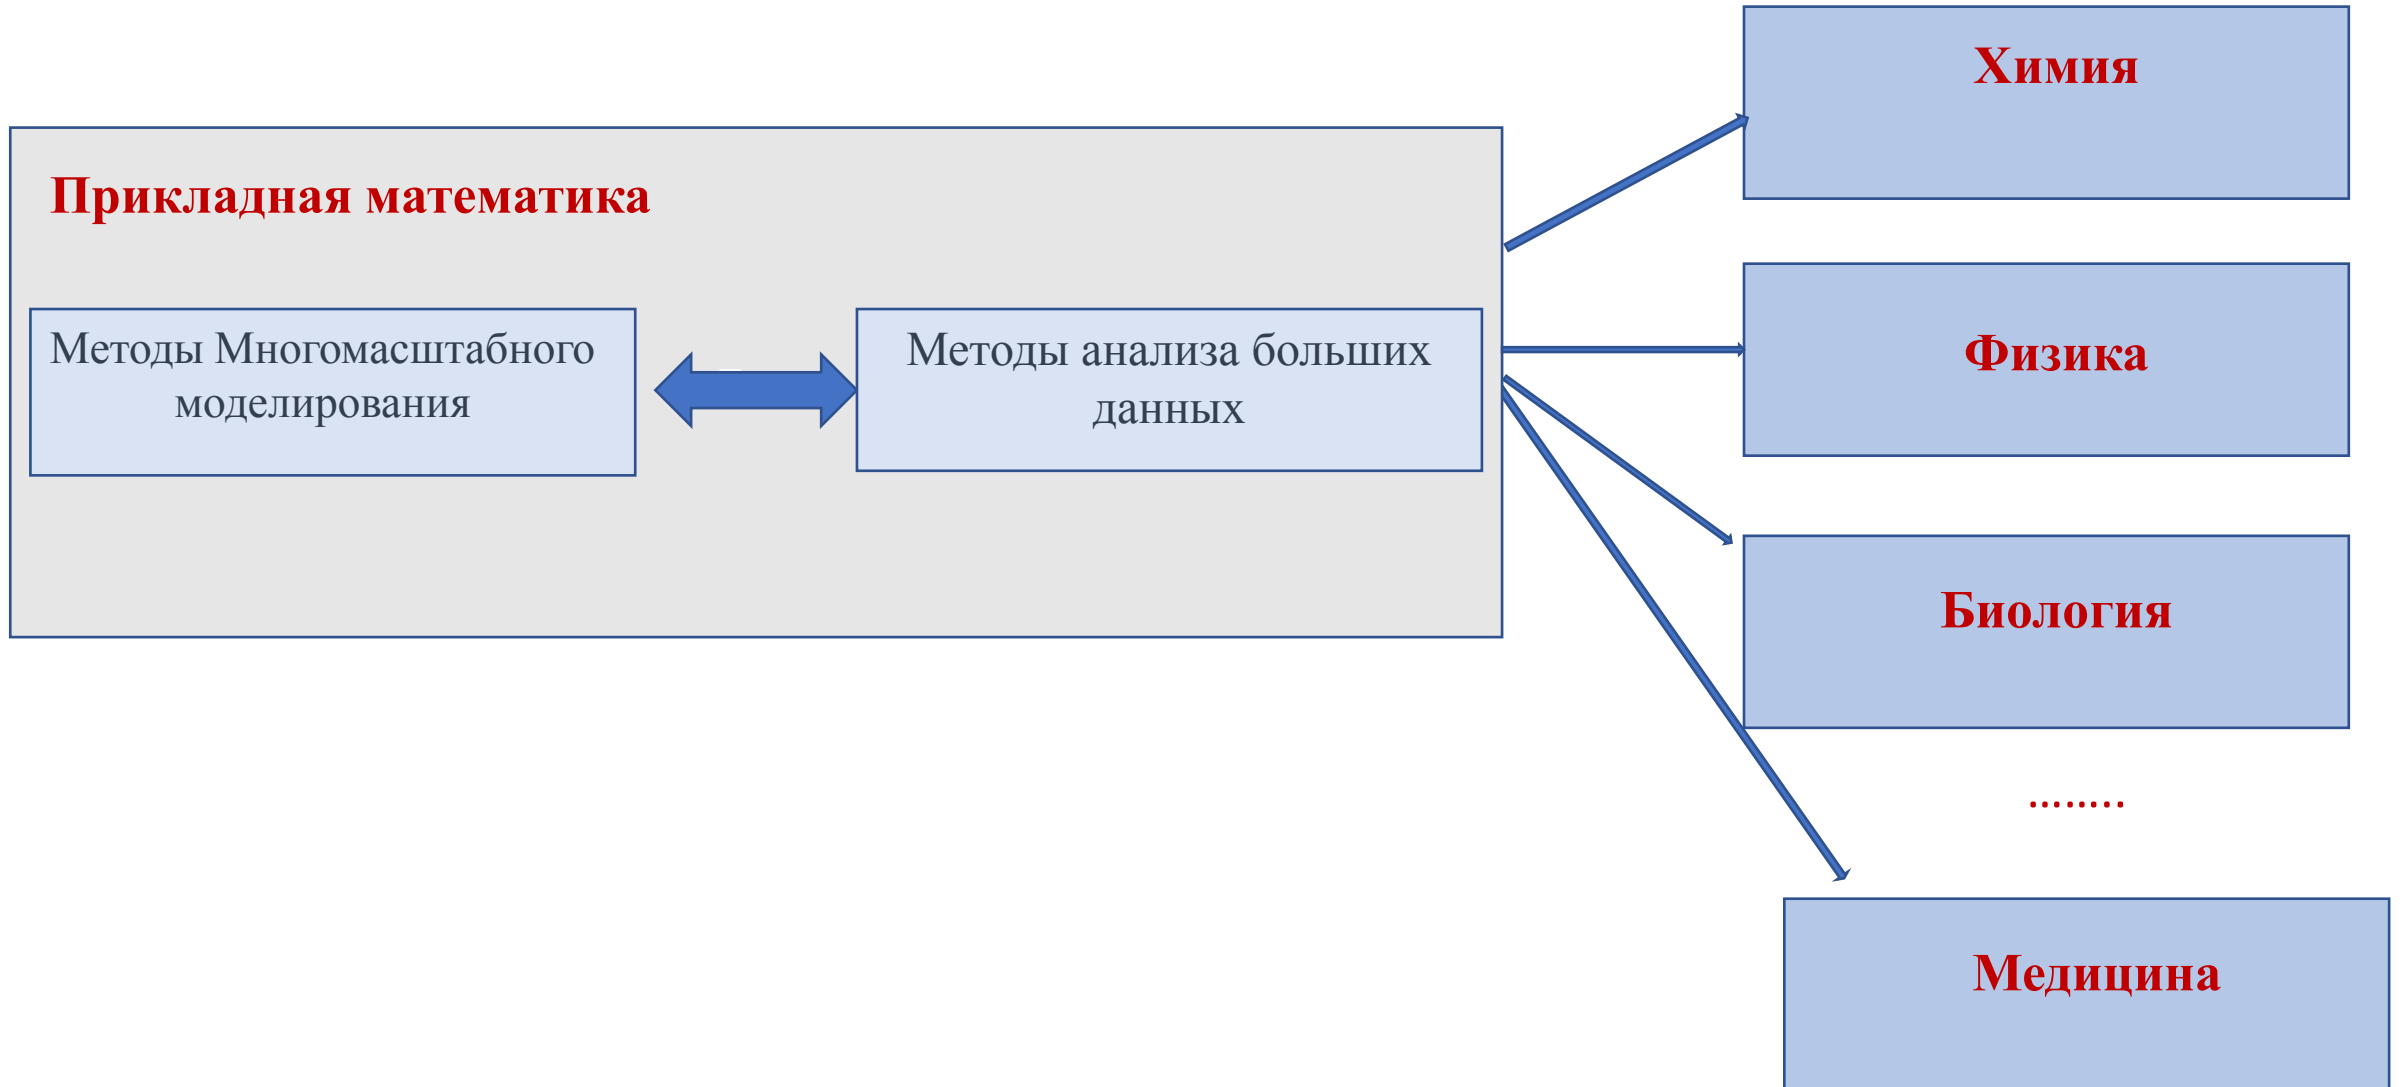 Прикладная математика
Методы Многомасштабного
моделирования
Методы анализа больших
данных
Химия
Физика
Биология
........
Медицина